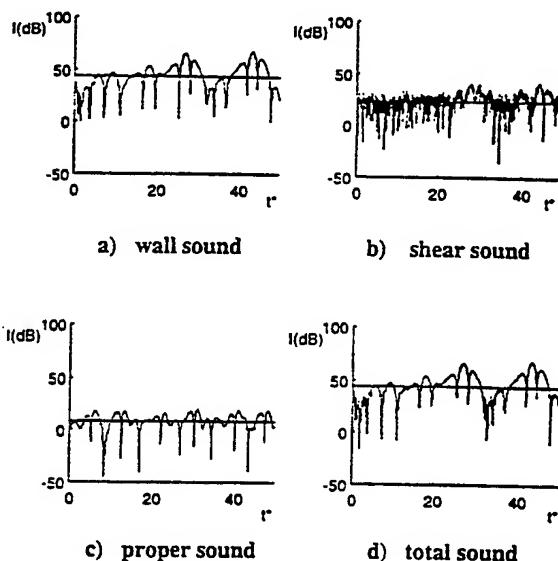 I(dB) 100
50
0
-50
0 20 40 r*
a) wall sound
I(dB) 100
50
0
-50
0 20 40 r*
b) shear sound
I(dB) 100
50
0
-50
0 20 40 r*
c) proper sound
I(dB) 100
50
0
-50
0 20 40 r*
d) total sound